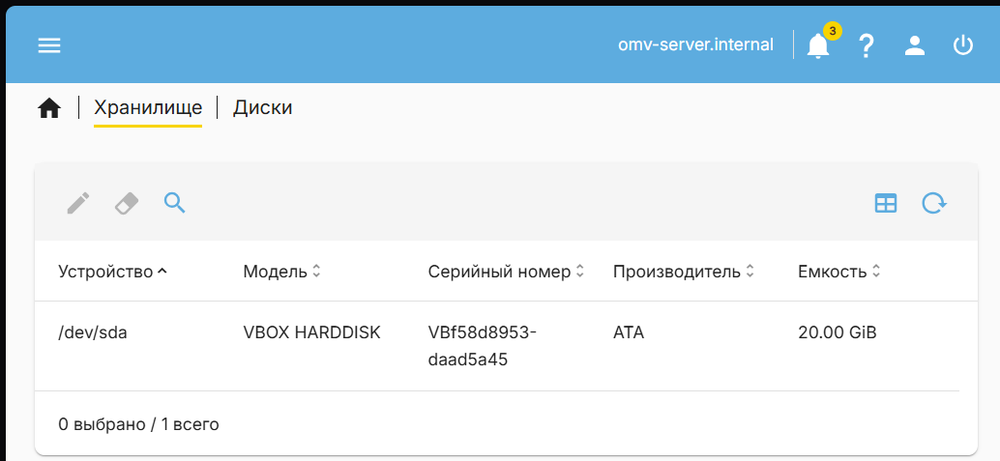 omv-server.internal
3
Хранилище
Диски
Устройство Модель Серийный номер Производитель Емкость
/dev/sda VBOX HARDDISK VBf58d8953- ATA 20.00 GiB
daad5a45
0 выбрано / 1 всего